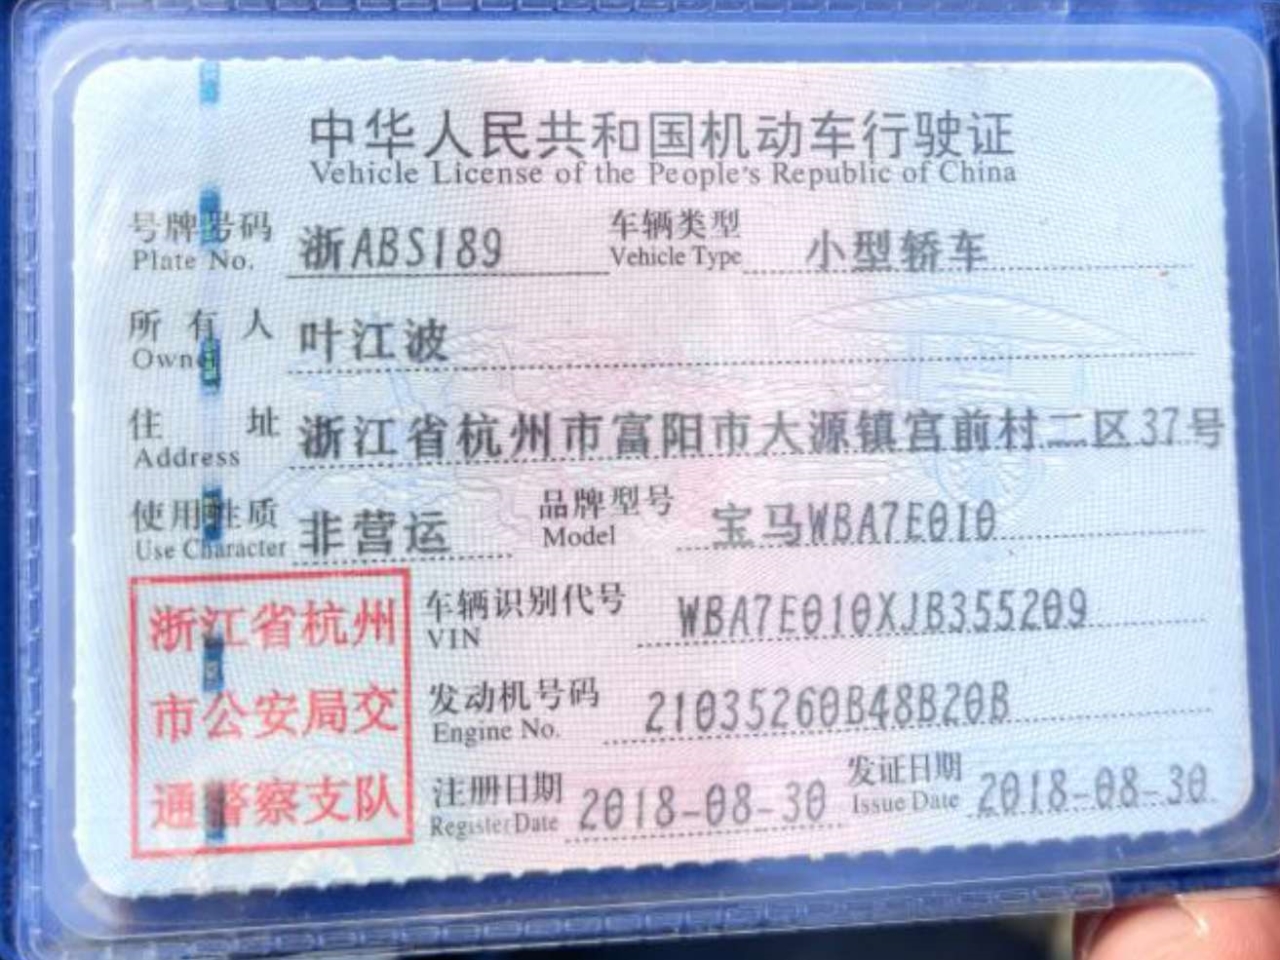 中华人民共和国机动车行驶证
Vehicle License of the People's Republic of China
号牌号码 浙ABS189 车辆类型 小型轿车
Plate No. Vehicle Type
所有人 叶江波
Owner
住址 浙江省杭州市富阳市大源镇宫前村二区37号
Address
使用性质 非营运 品牌型号 宝马WBA7E010
Use Character Model
浙江省杭州
市公安局交
通警察支队
车辆识别代号 WBA7E010XJB355209
VIN
发动机号码 21035260B48B20B
Engine No.
注册日期 2018-08-30 发证日期 2018-08-30
Register Date Issue Date